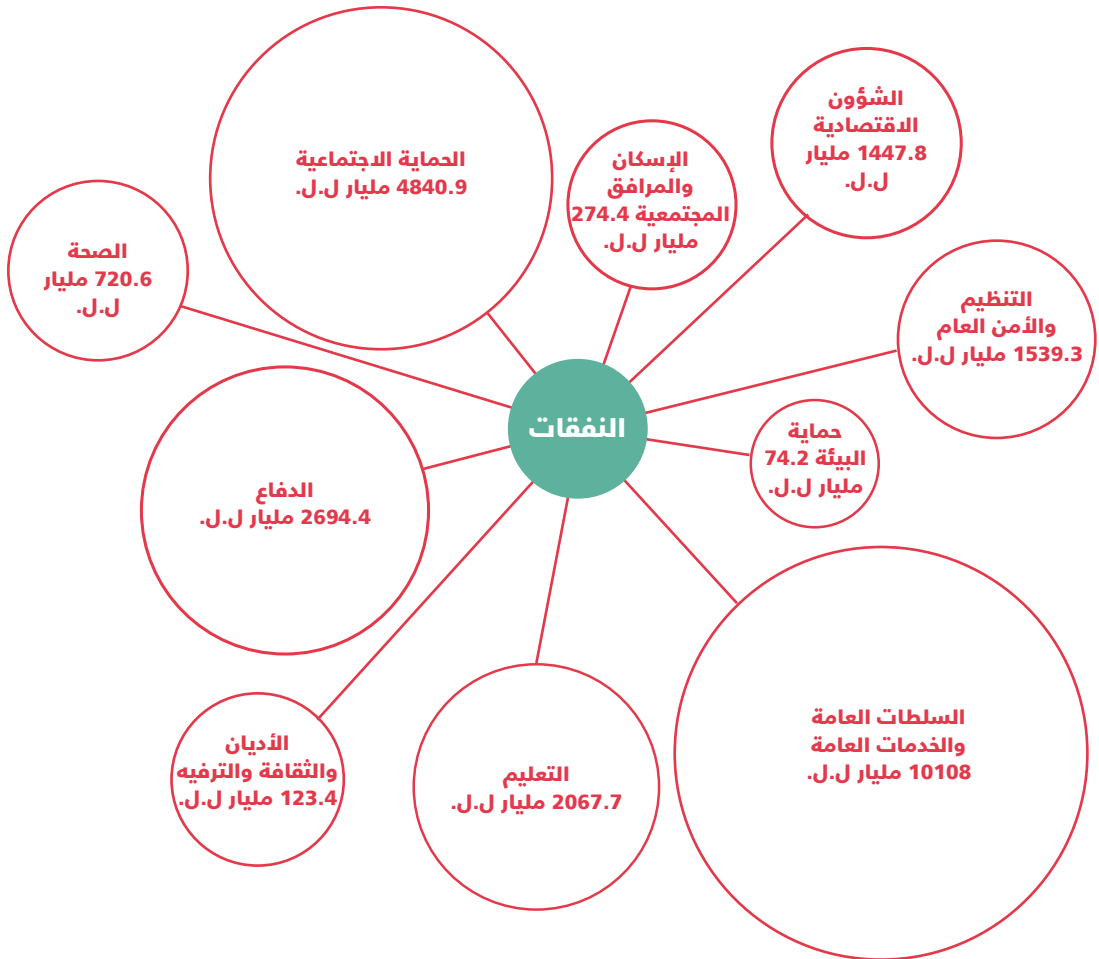 الشؤون
الاقتصادية
1447.8 مليار
ل.ل.
الإسكان
والمرافق
المجتمعية 274.4
مليار ل.ل.
الحماية الاجتماعية
4840.9 مليار ل.ل.
الصحة
720.6 مليار
ل.ل.
التنظيم
والأمن العام
1539.3 مليار ل.ل.
النفقات
حماية
البيئة 74.2
مليار ل.ل.
الدفاع
2694.4 مليار ل.ل.
السلطات العامة
والخدمات العامة
10108 مليار ل.ل.
التعليم
2067.7 مليار ل.ل.
الأديان
والثقافة والترفيه
123.4 مليار ل.ل.